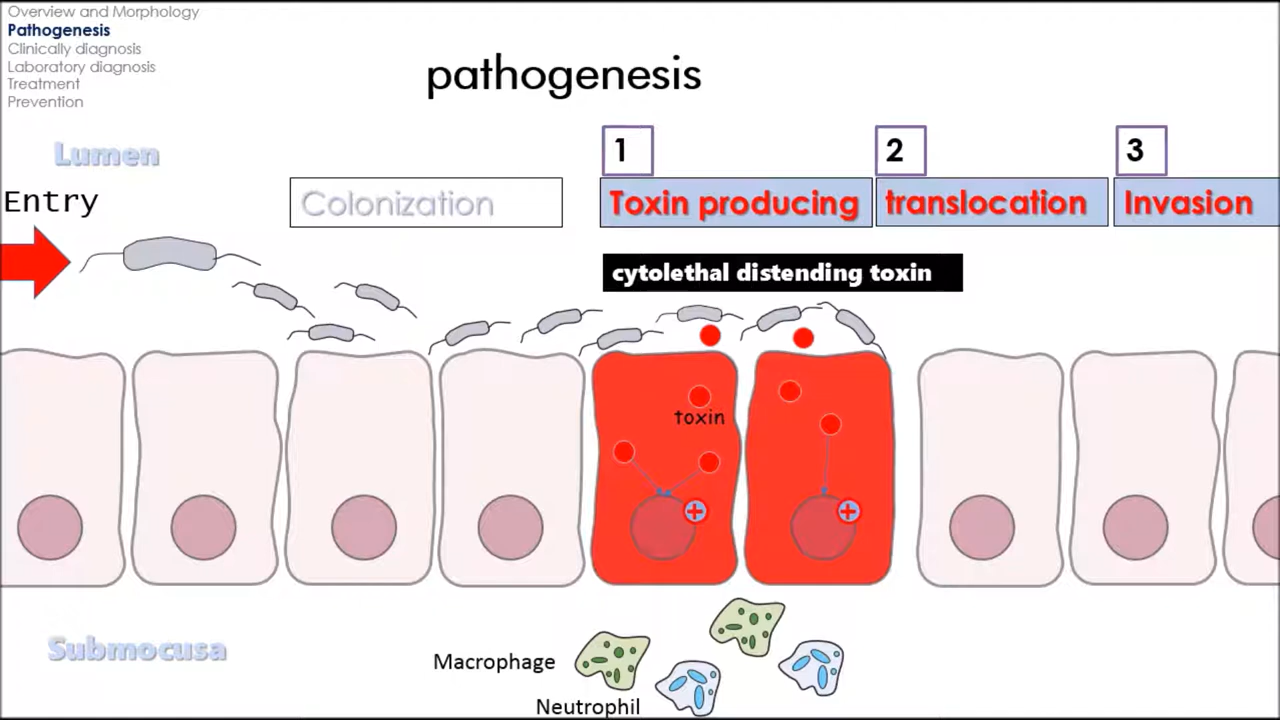 Overview and Morphology
Pathogenesis
Clinically diagnosis
Laboratory diagnosis
Treatment
Prevention
pathogenesis
Lumen
1
2
3
Entry
Colonization
Toxin producing
translocation
Invasion
cytolethal distending toxin
toxin
Submocusa
Macrophage
Neutrophil